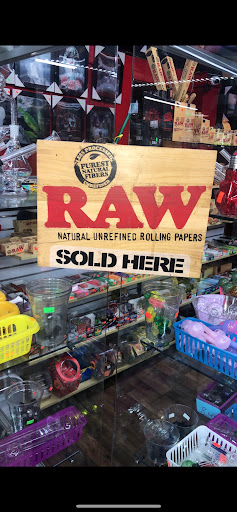 PUREST
NATURAL
FIBERS
RAW
NATURAL UNREFINED ROLLING PAPERS
SOLD HERE